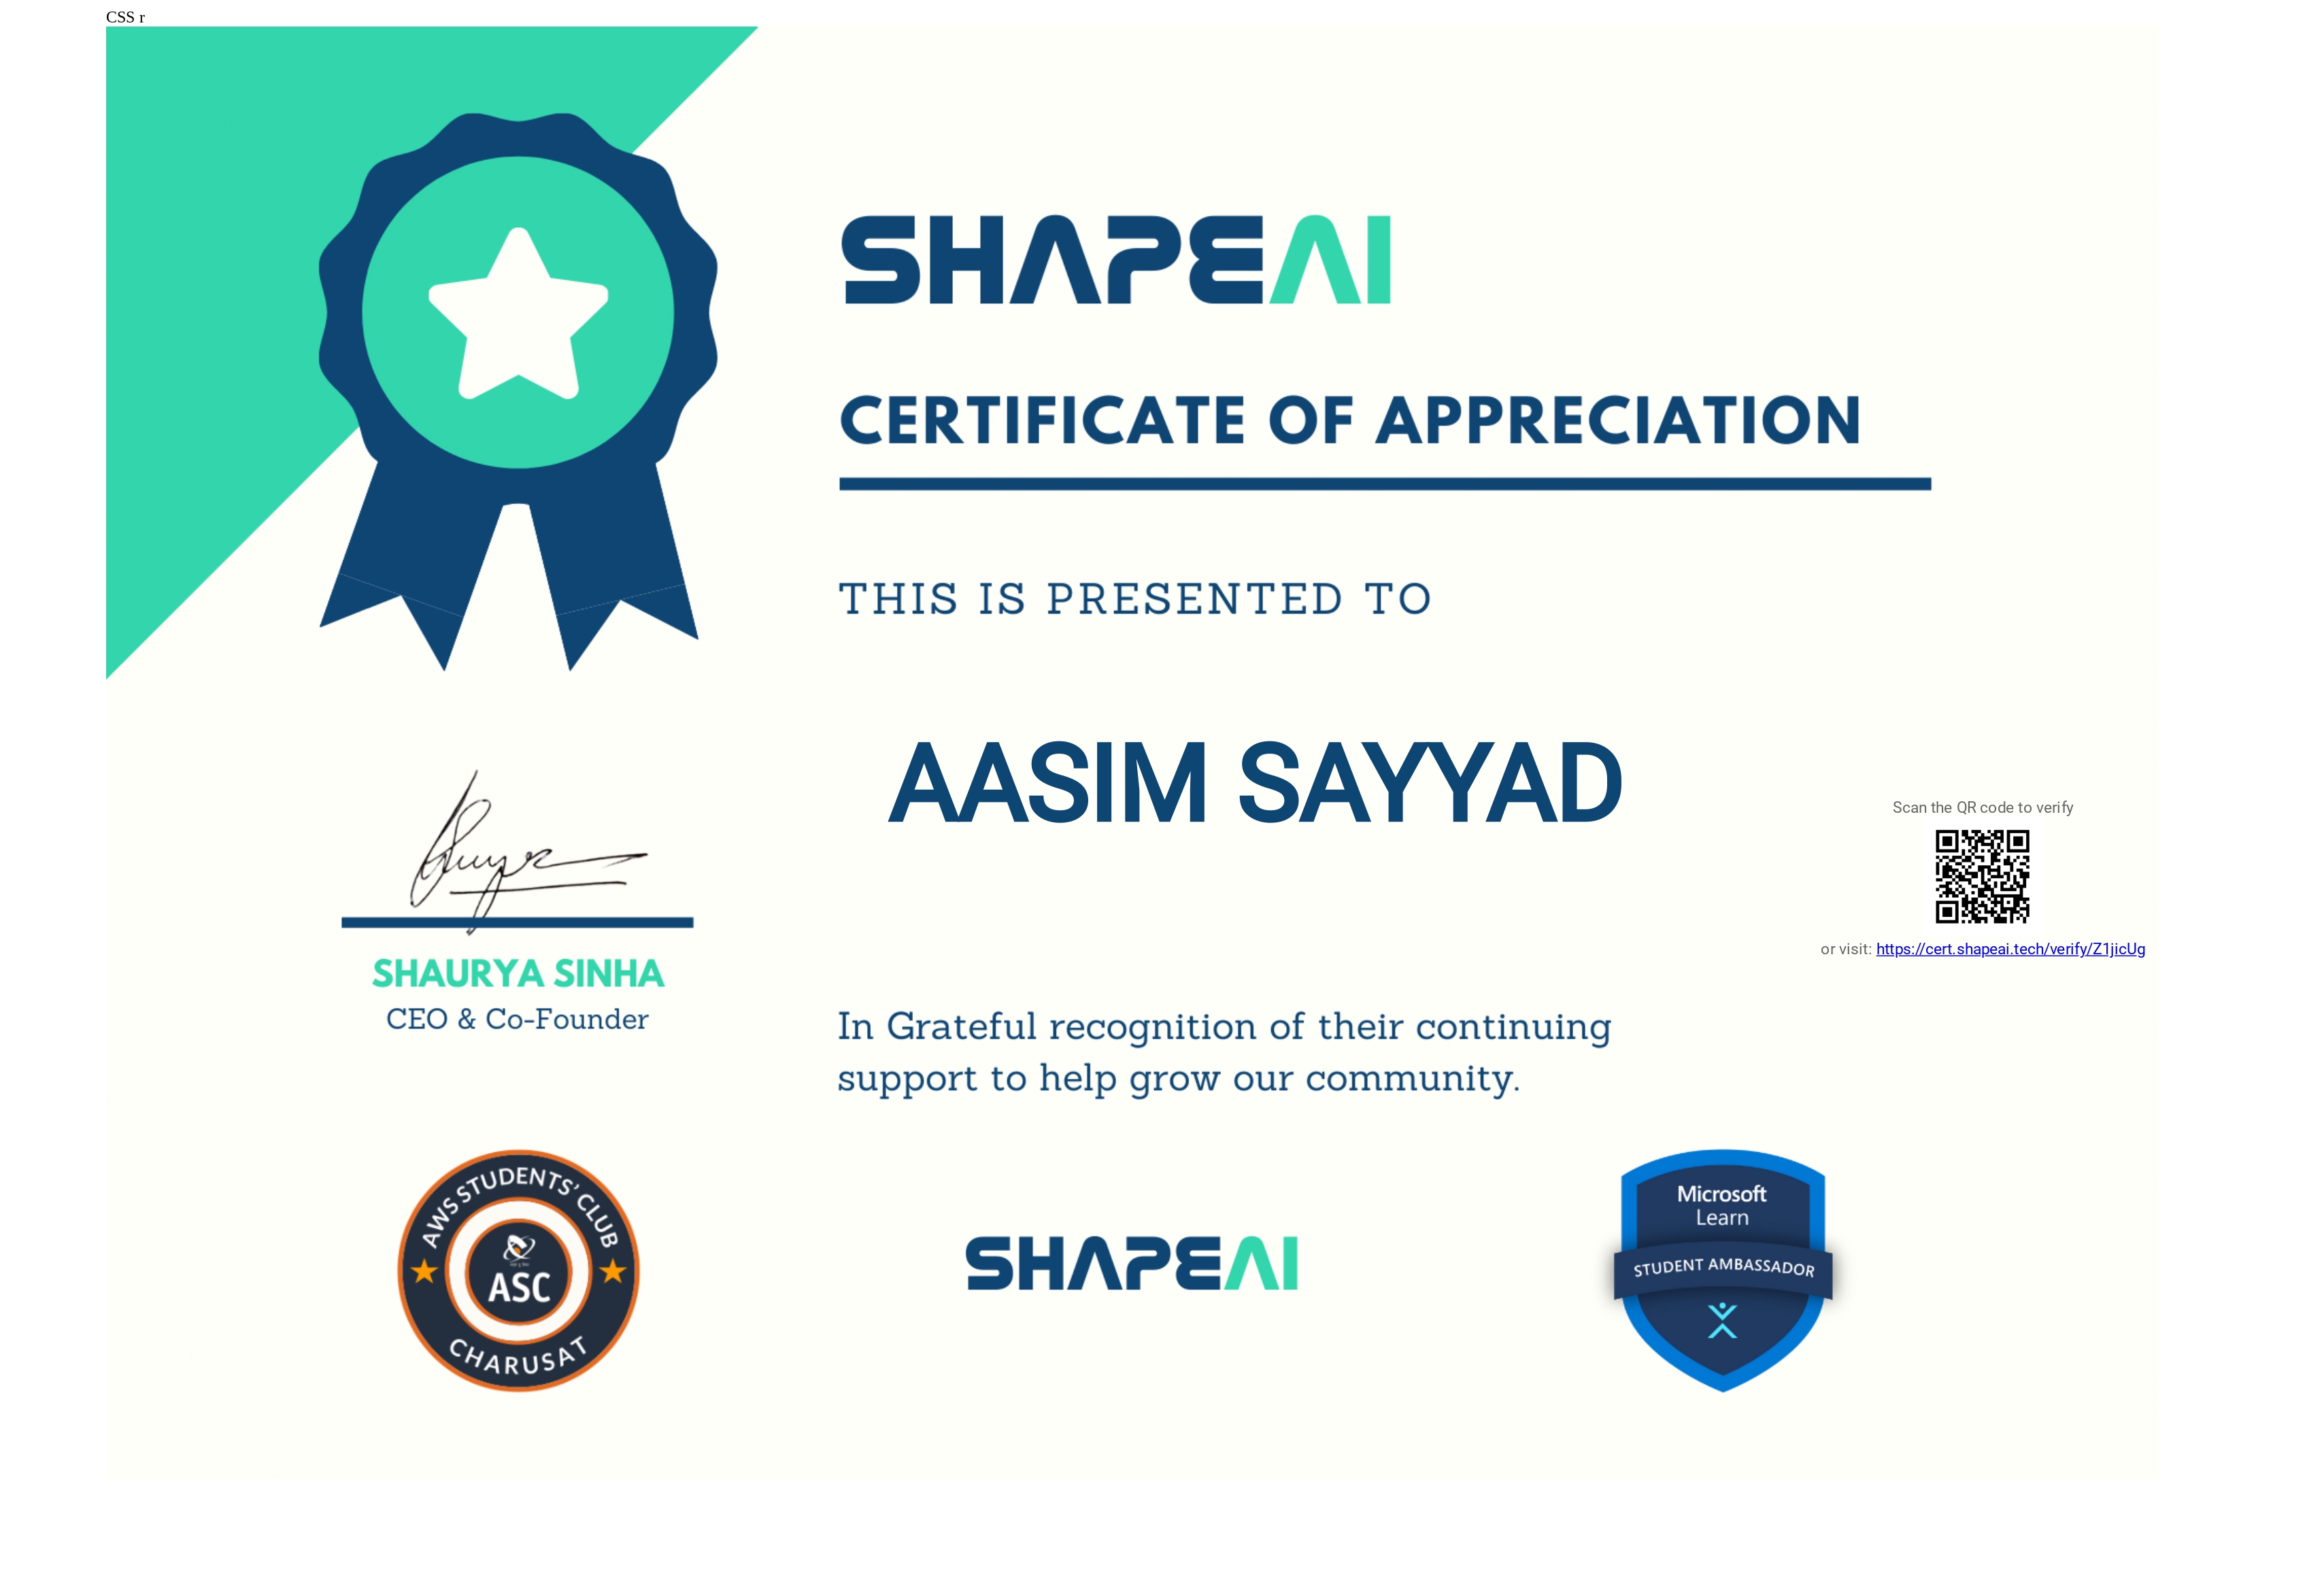 CSS r
SHAPEAI
CERTIFICATE OF APPRECIATION
THIS IS PRESENTED TO
AASIM SAYYAD
Scan the QR code to verify
or visit: https://cert.shapeai.tech/verify/Z1jicUg
SHAURYA SINHA
CEO & Co-Founder
In Grateful recognition of their continuing
support to help grow our community.
AWS STUDENTS' CLUB
ASC
CHARUSAT
SHAPEAI
Microsoft
Learn
STUDENT AMBASSADOR